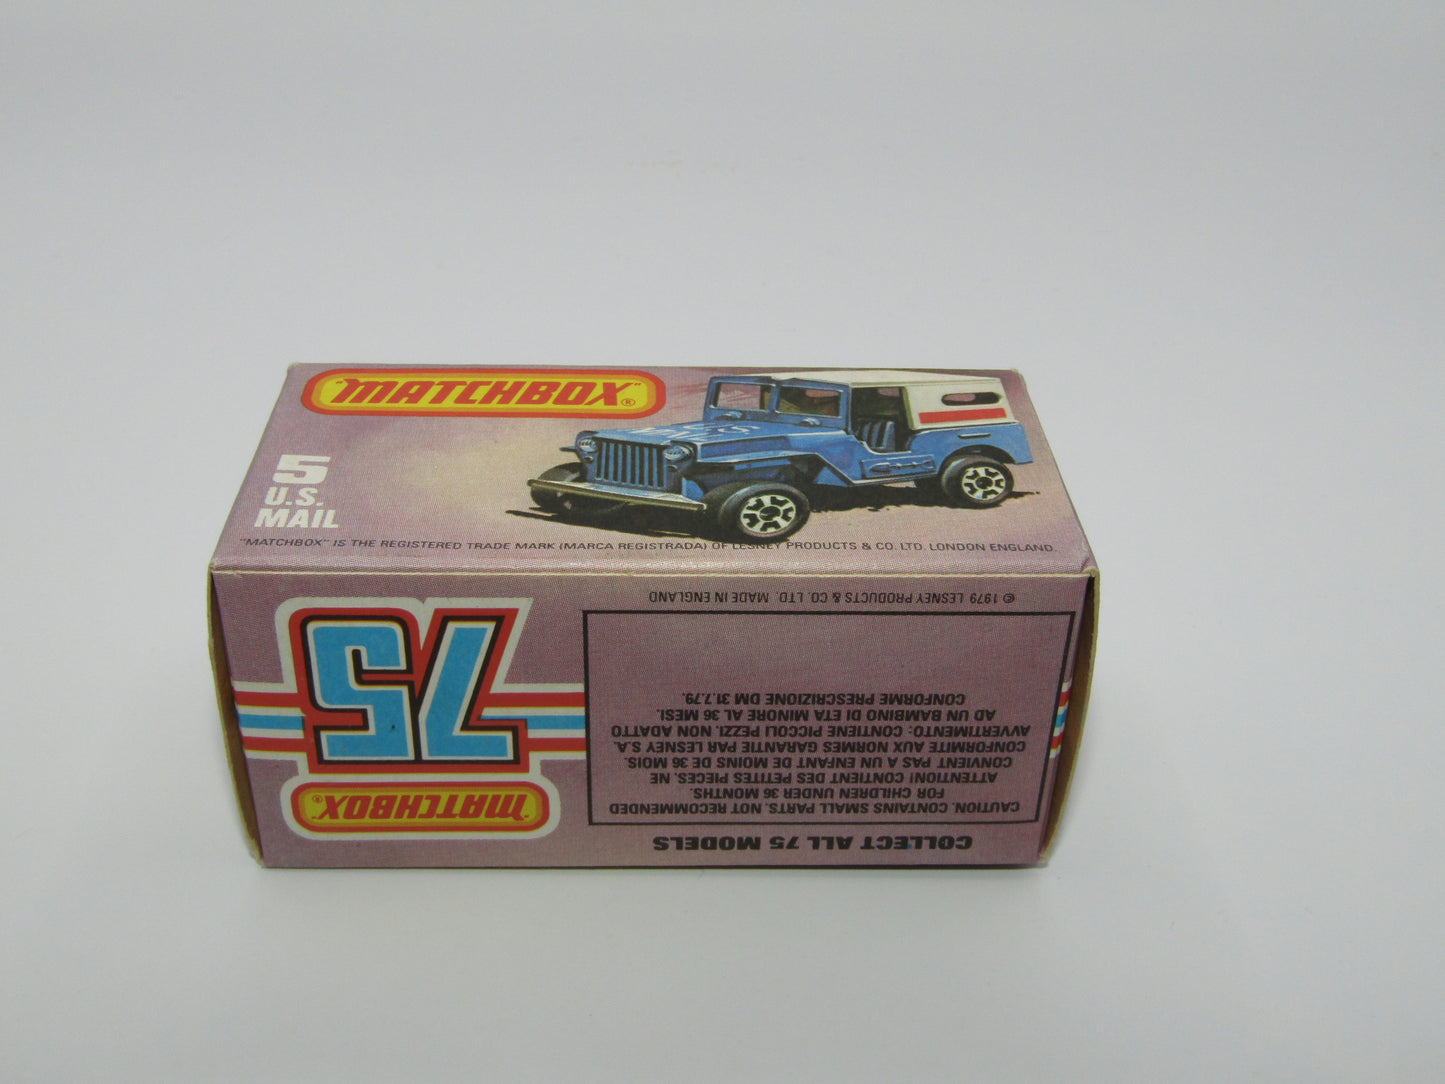 "MATCHBOX"®
5
U.S.
MAIL
"MATCHBOX" IS THE REGISTERED TRADE MARK (MARCA REGISTRADA) OF LESNEY PRODUCTS & CO. LTD. LONDON ENGLAND.
COLLECT ALL 75 MODELS
CAUTION. CONTAINS SMALL PARTS. NOT RECOMMENDED
FOR CHILDREN UNDER 36 MONTHS.
ATTENTION! CONTIENT DES PETITES PIECES. NE
CONVIENT PAS A UN ENFANT DE MOINS DE 36 MOIS.
CONFORMITE AUX NORMES GARANTIE PAR LESNEY S.A.
AVVERTIMENTO: CONTIENE PICCOLI PEZZI. NON ADATTO
AD UN BAMBINO DI ETA MINORE AL 36 MESI.
CONFORME PRESCRIZIONE DM 31.7.79.
© 1979 LESNEY PRODUCTS & CO. LTD. MADE IN ENGLAND
"MATCHBOX"®
75